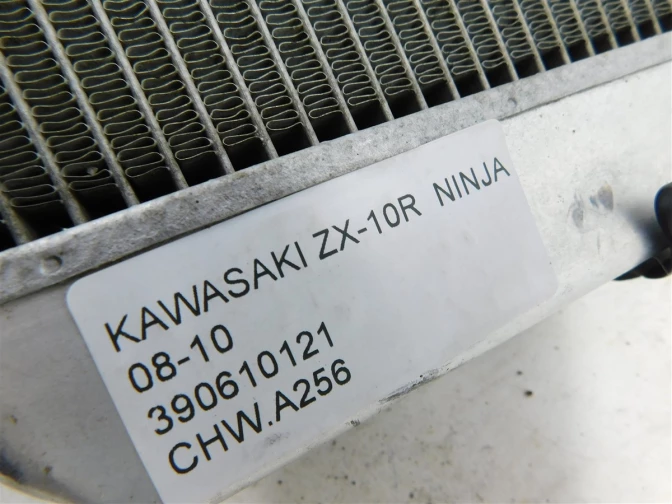 KAWASAKI ZX-10R NINJA
08-10
390610121
CHW.A256